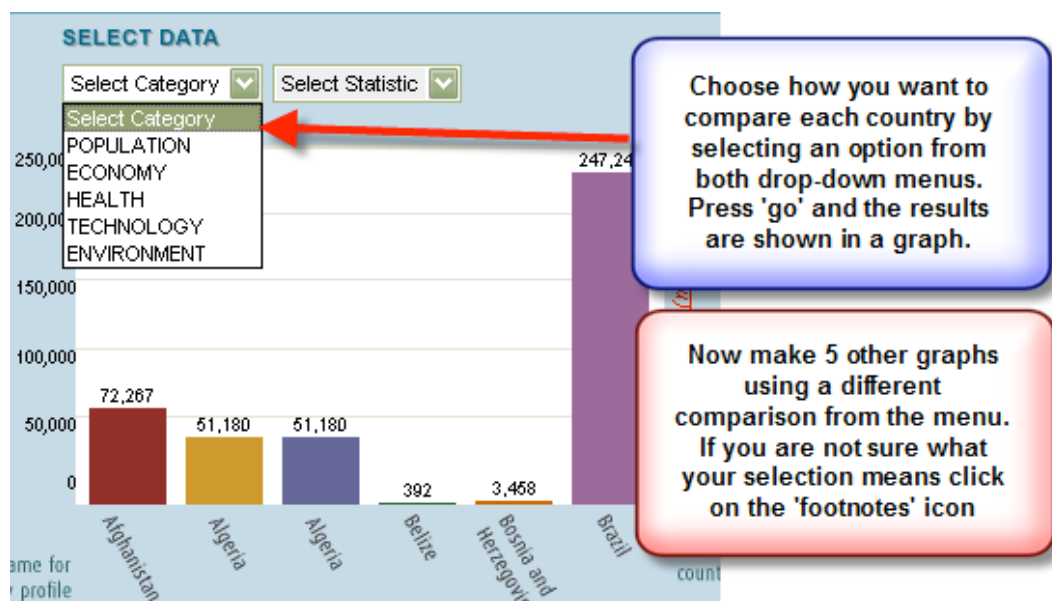 SELECT DATA
Select Category
Select Statistic
Select Category
POPULATION
ECONOMY
HEALTH
TECHNOLOGY
ENVIRONMENT
Choose how you want to
compare each country by
selecting an option from
both drop-down menus.
Press 'go' and the results
are shown in a graph.
Now make 5 other graphs
using a different
comparison from the menu.
If you are not sure what
your selection means click
on the 'footnotes' icon
250,00
200,00
150,000
100,000
50,000
0
72,267
51,180
51,180
392
3,458
247,24
Afghanistan
Algeria
Algeria
Belize
Bosnia and
Herzegovi
Brazil
ame for
profile
count